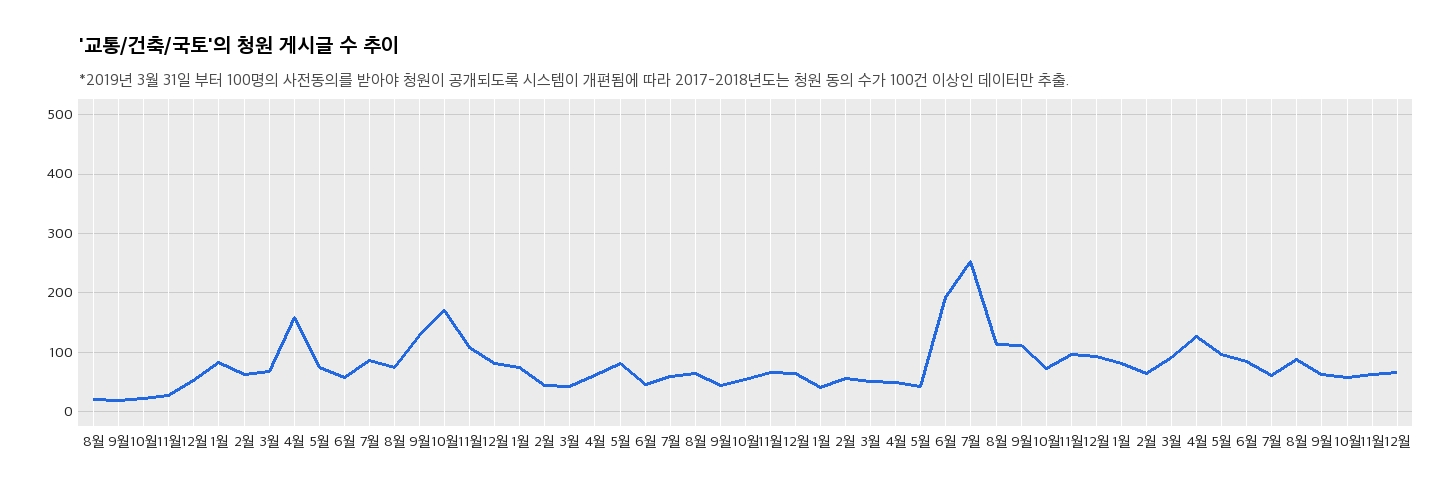 '교통/건축/국토'의 청원 게시글 수 추이
*2019년 3월 31일 부터 100명의 사전동의를 받아야 청원이 공개되도록 시스템이 개편됨에 따라 2017-2018년도는 청원 동의 수가 100건 이상인 데이터만 추출.
500
400
300
200
100
0
8월 9월 10월 11월 12월 1월 2월 3월 4월 5월 6월 7월 8월 9월 10월 11월 12월 1월 2월 3월 4월 5월 6월 7월 8월 9월 10월 11월 12월 1월 2월 3월 4월 5월 6월 7월 8월 9월 10월 11월 12월 1월 2월 3월 4월 5월 6월 7월 8월 9월 10월 11월 12월